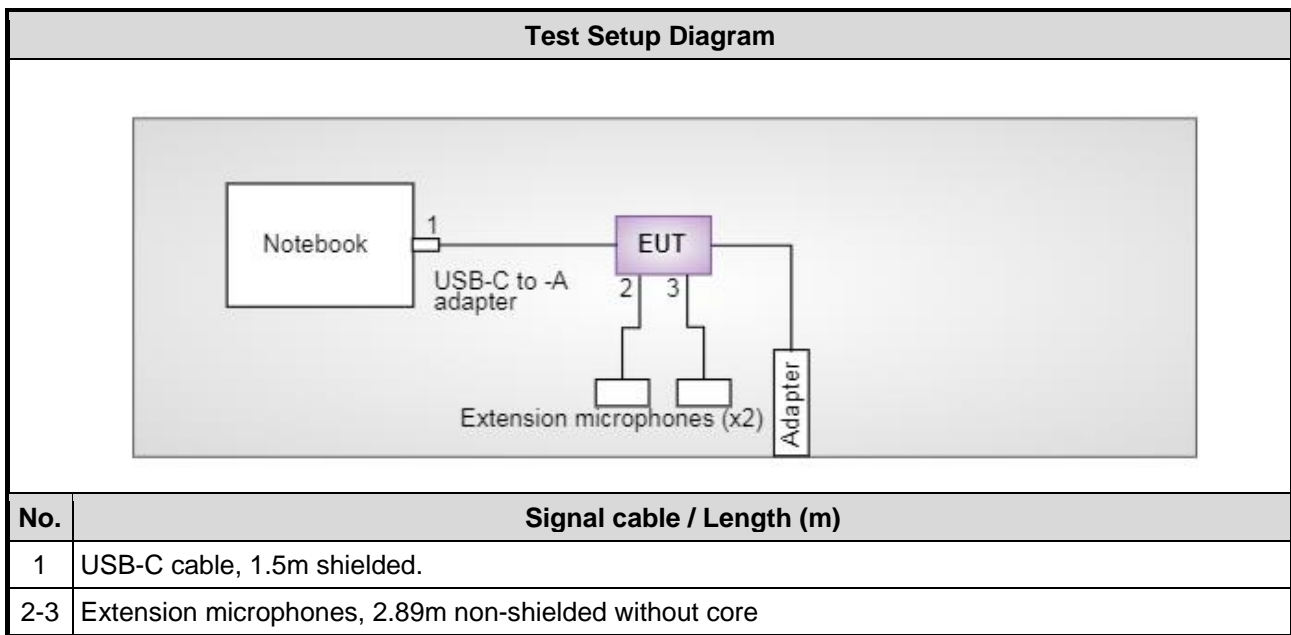 Test Setup Diagram
Notebook
1
EUT
USB-C to -A
adapter
2
3
Extension microphones (x2)
Adapter
No.
Signal cable / Length (m)
1
USB-C cable, 1.5m shielded.
2-3
Extension microphones, 2.89m non-shielded without core